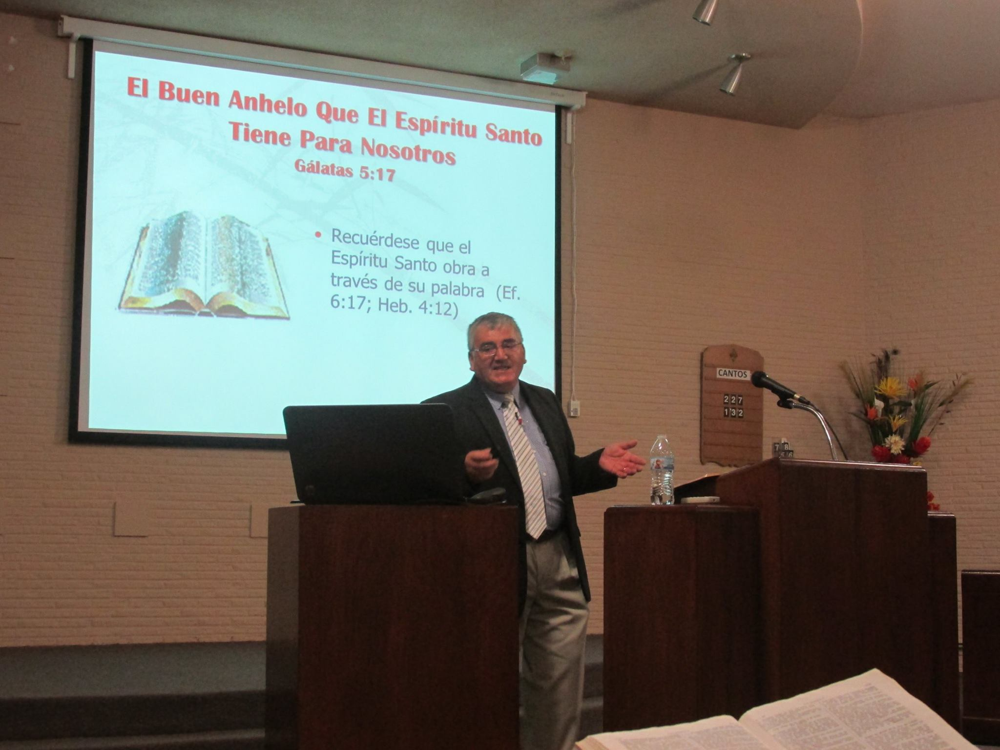 El Buen Anhelo Que El Espíritu Santo
Tiene Para Nosotros
Gálatas 5:17
• Recuérdese que el
Espíritu Santo obra a
través de su palabra (Ef.
6:17; Heb. 4:12)
CANTOS
227
132
78